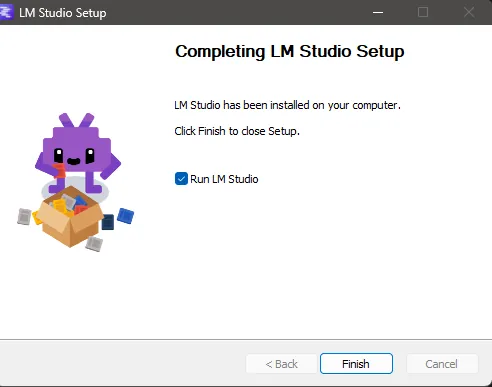 LM Studio Setup
Completing LM Studio Setup
LM Studio has been installed on your computer.
Click Finish to close Setup.
Run LM Studio
< Back
Finish
Cancel